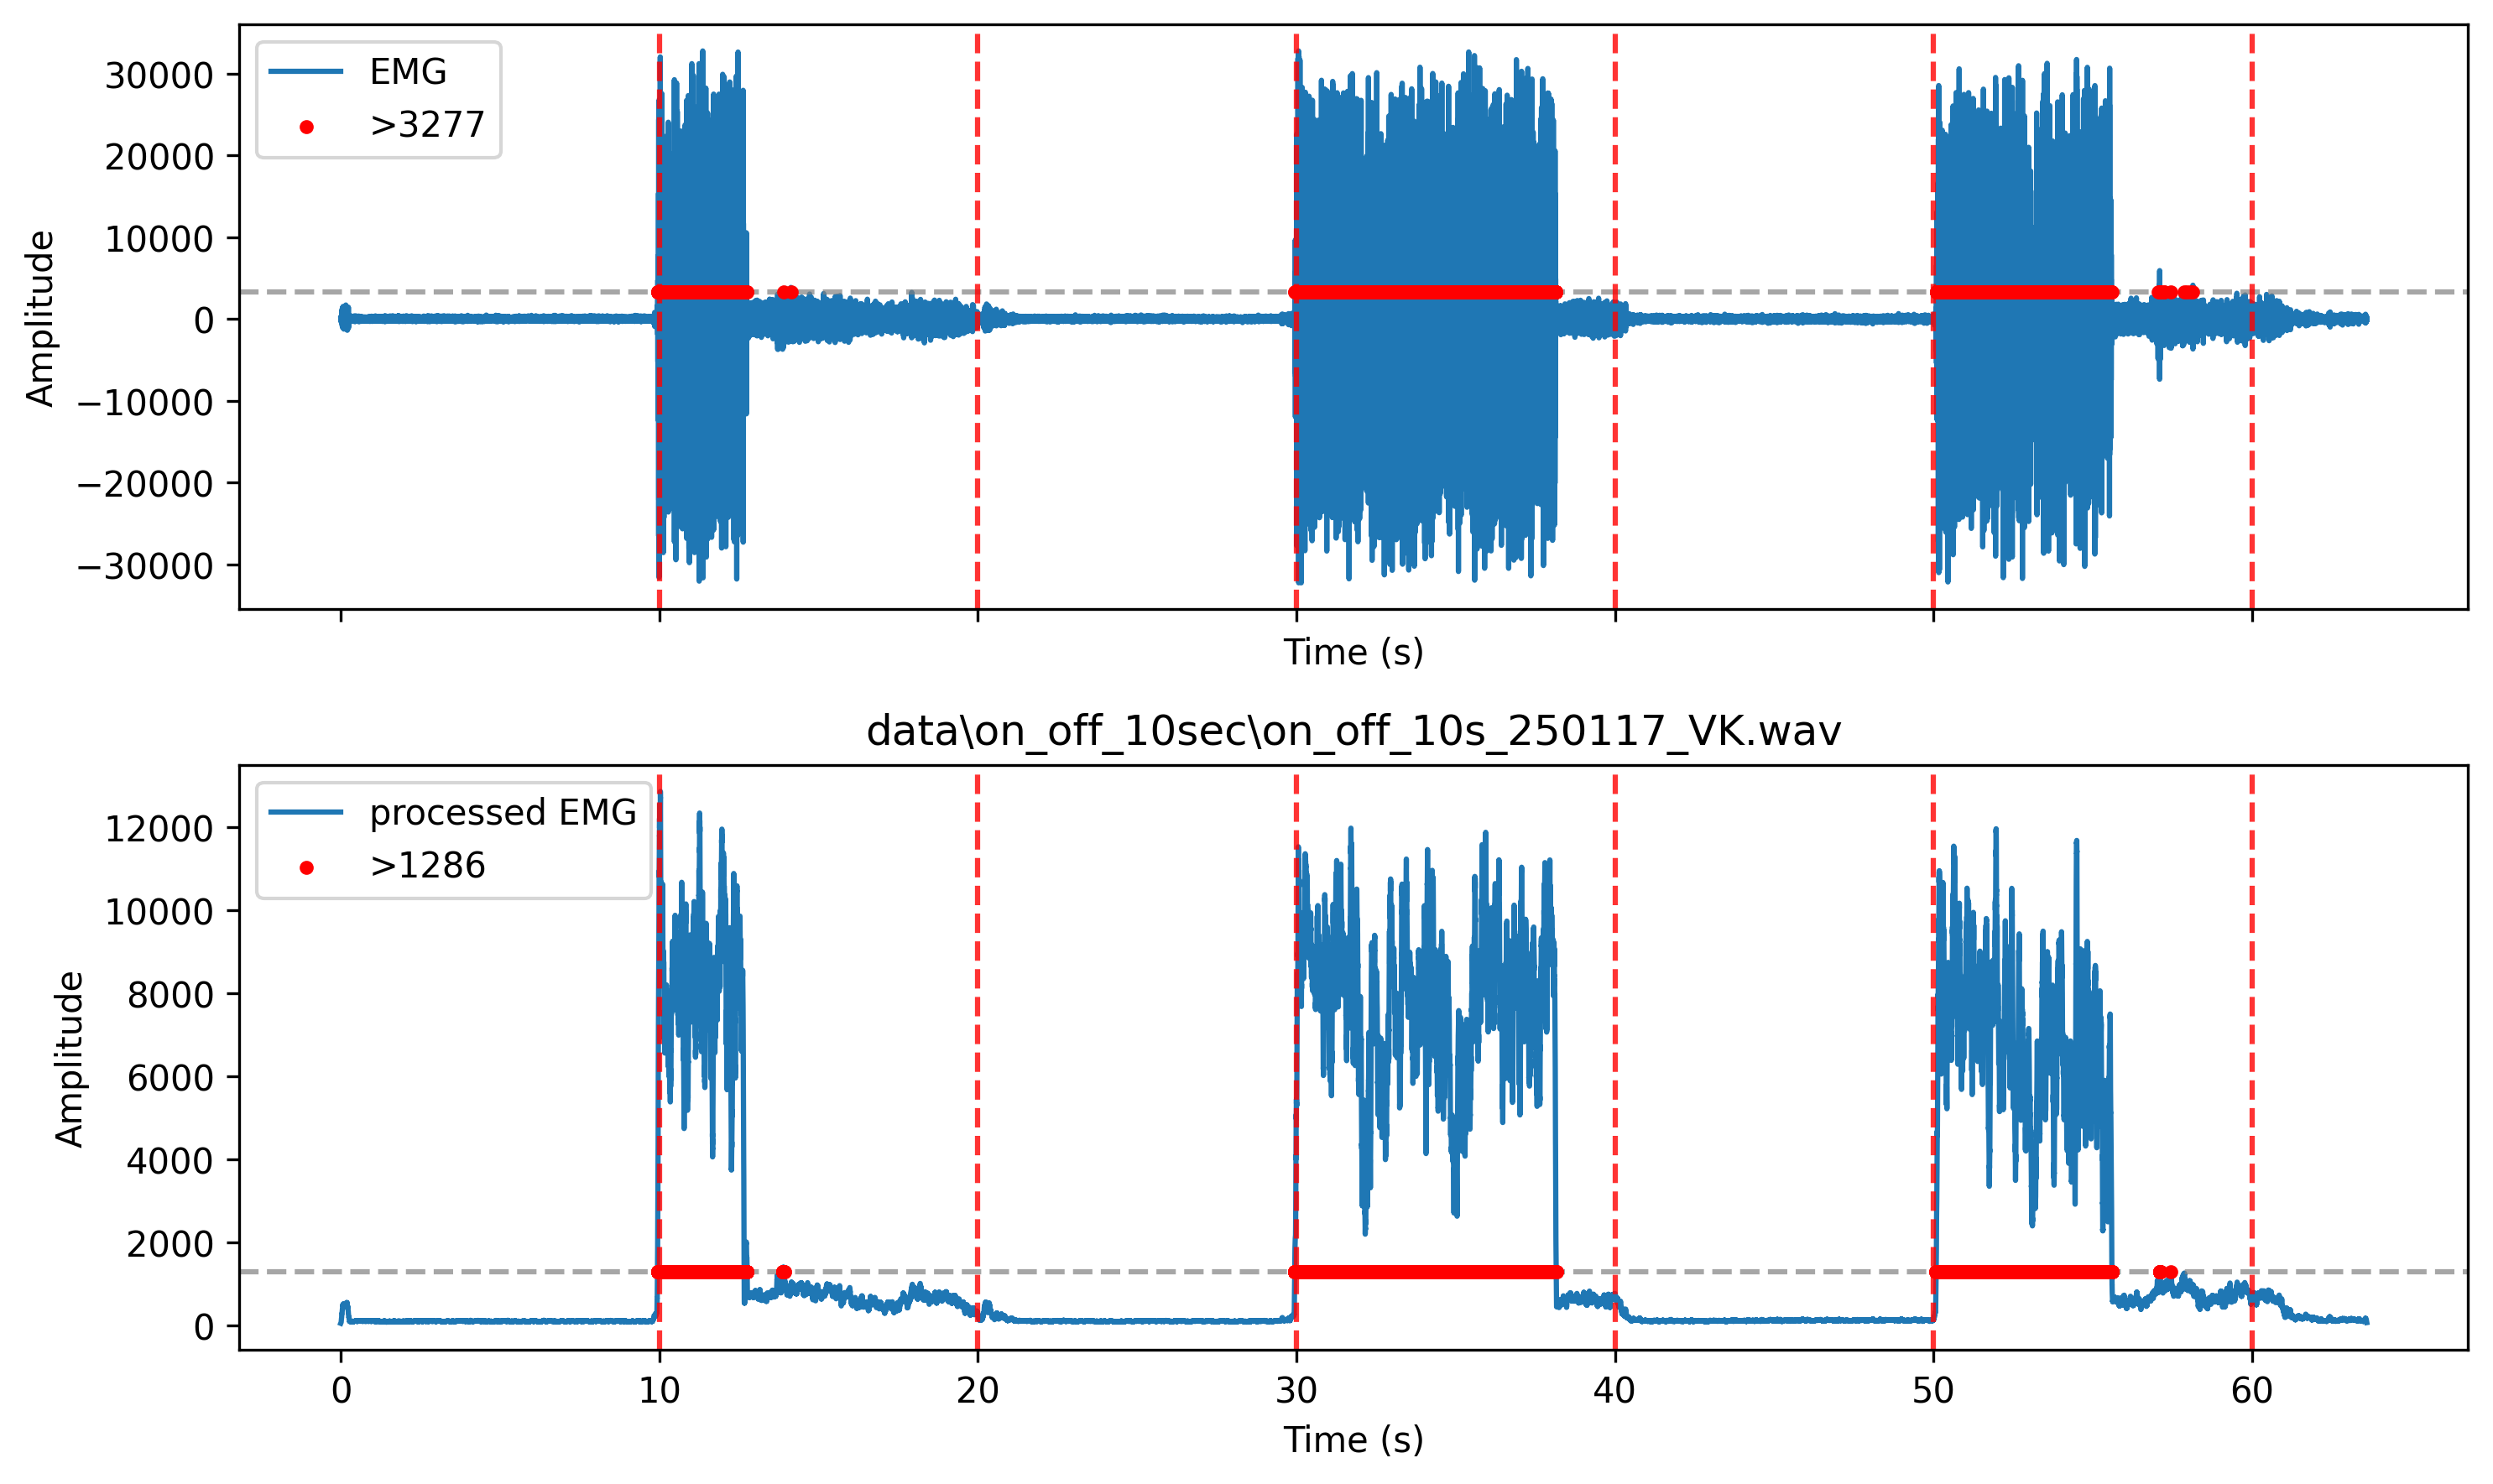 EMG
>3277
30000
20000
10000
0
−10000
−20000
−30000
Amplitude
Time (s)
data\on_off_10sec\on_off_10s_250117_VK.wav
processed EMG
>1286
12000
10000
8000
6000
4000
2000
0
Amplitude
0 10 20 30 40 50 60
Time (s)